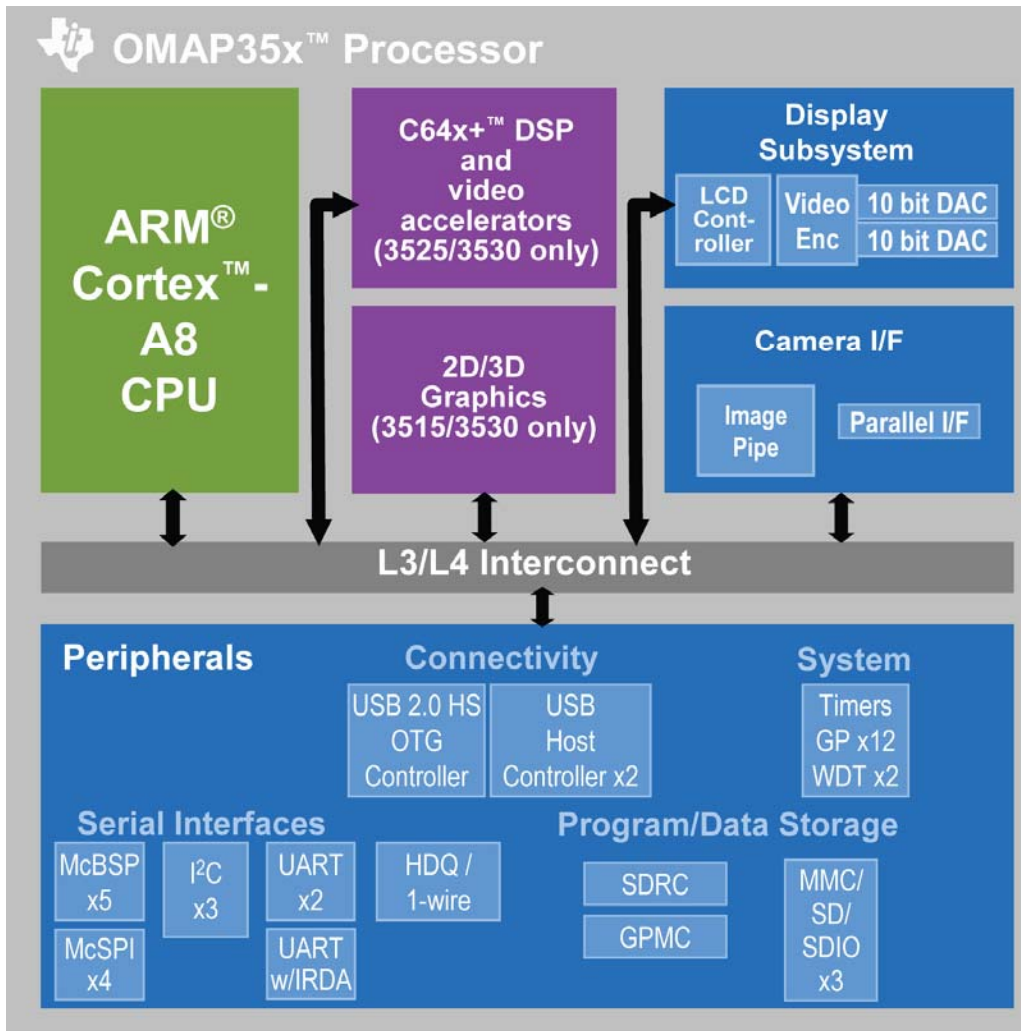 OMAP35x™ Processor
ARM®
Cortex™-
A8
CPU
C64x+™ DSP
and
video
accelerators
(3525/3530 only)
2D/3D
Graphics
(3515/3530 only)
Display
Subsystem
LCD
Cont-
roller
Video
Enc
10 bit DAC
10 bit DAC
Camera I/F
Image
Pipe
Parallel I/F
L3/L4 Interconnect
Peripherals
Connectivity
USB 2.0 HS
OTG
Controller
USB
Host
Controller x2
System
Timers
GP x12
WDT x2
Serial Interfaces
McBSP
x5
I²C
x3
UART
x2
HDQ /
1-wire
McSPI
x4
UART
w/IRDA
Program/Data Storage
SDRC
GPMC
MMC/
SD/
SDIO
x3